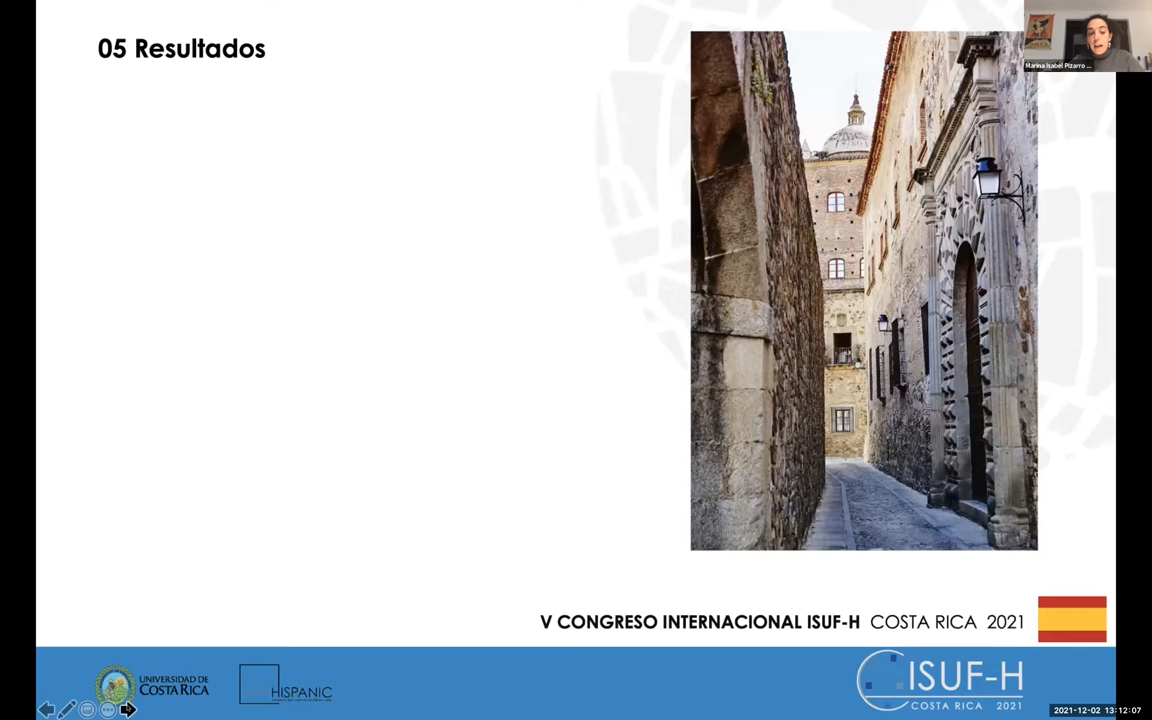 05 Resultados
Marina Isabel Pizarro ...
V CONGRESO INTERNACIONAL ISUF-H COSTA RICA 2021
UNIVERSIDAD DE
COSTA RICA
HISPANIC
ISUF-H
COSTA RICA 2021
2021-12-02 13:12:07